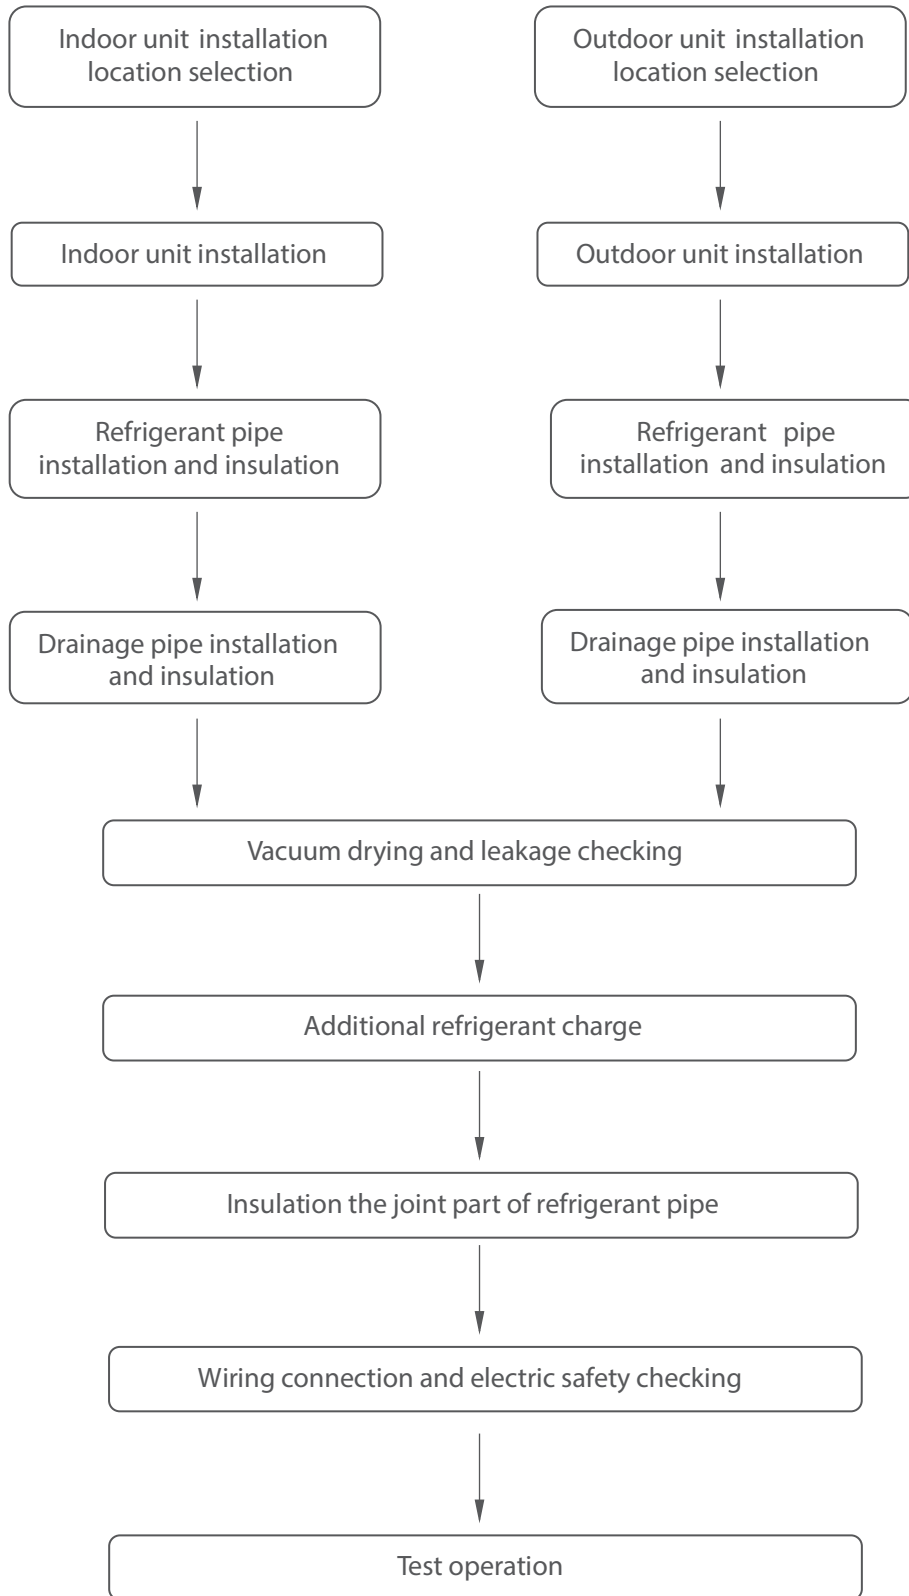 Indoor unit installation
location selection
Outdoor unit installation
location selection
Indoor unit installation
Outdoor unit installation
Refrigerant pipe
installation and insulation
Refrigerant pipe
installation and insulation
Drainage pipe installation
and insulation
Drainage pipe installation
and insulation
Vacuum drying and leakage checking
Additional refrigerant charge
Insulation the joint part of refrigerant pipe
Wiring connection and electric safety checking
Test operation